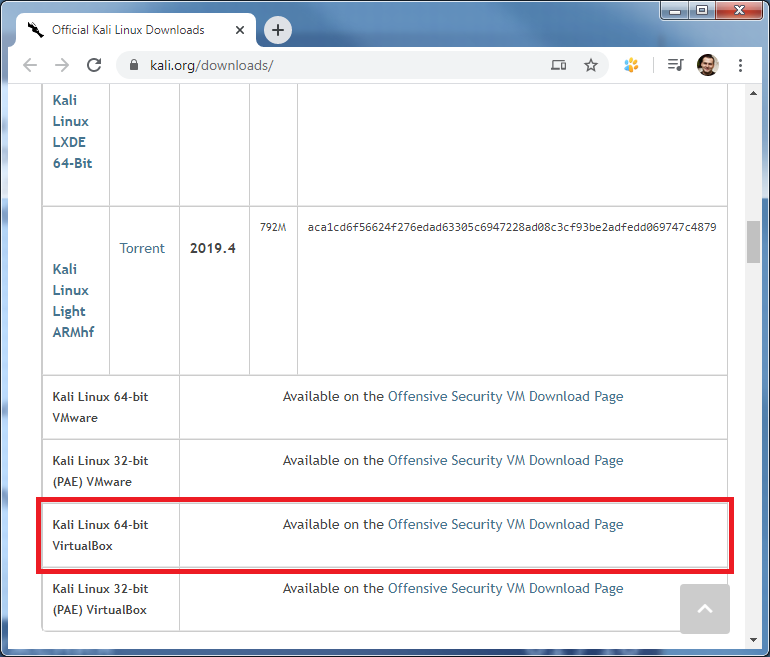 Official Kali Linux Downloads
kali.org/downloads/
Kali
Linux
LXDE
64-Bit
Kali
Linux
Light
ARMhf
Torrent
2019.4
792M
aca1cd6f56624f276edad63305c6947228ad08c3cf93be2adfedd069747c4879
Kali Linux 64-bit
VMware
Available on the Offensive Security VM Download Page
Kali Linux 32-bit
(PAE) VMware
Available on the Offensive Security VM Download Page
Kali Linux 64-bit
VirtualBox
Available on the Offensive Security VM Download Page
Kali Linux 32-bit
(PAE) VirtualBox
Available on the Offensive Security VM Download Page